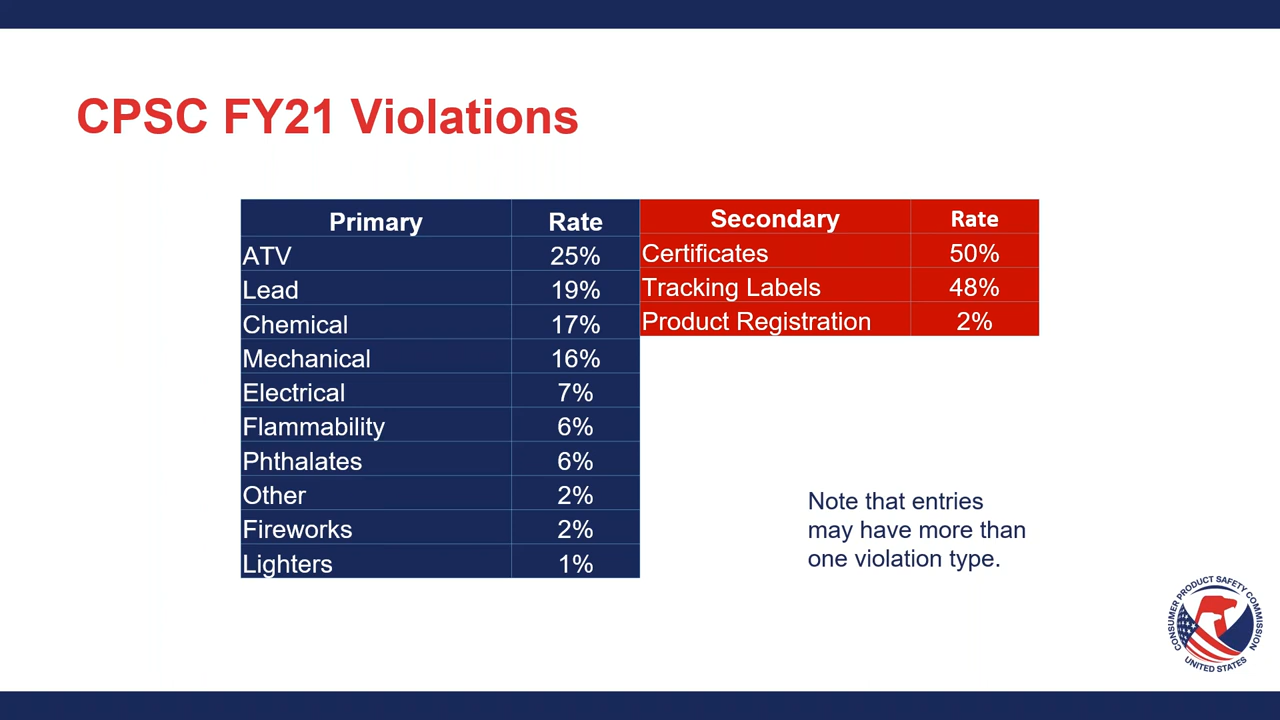 CPSC FY21 Violations
Primary Rate
ATV 25%
Lead 19%
Chemical 17%
Mechanical 16%
Electrical 7%
Flammability 6%
Phthalates 6%
Other 2%
Fireworks 2%
Lighters 1%
Secondary Rate
Certificates 50%
Tracking Labels 48%
Product Registration 2%
Note that entries
may have more than
one violation type.
CONSUMER PRODUCT SAFETY COMMISSION
UNITED STATES